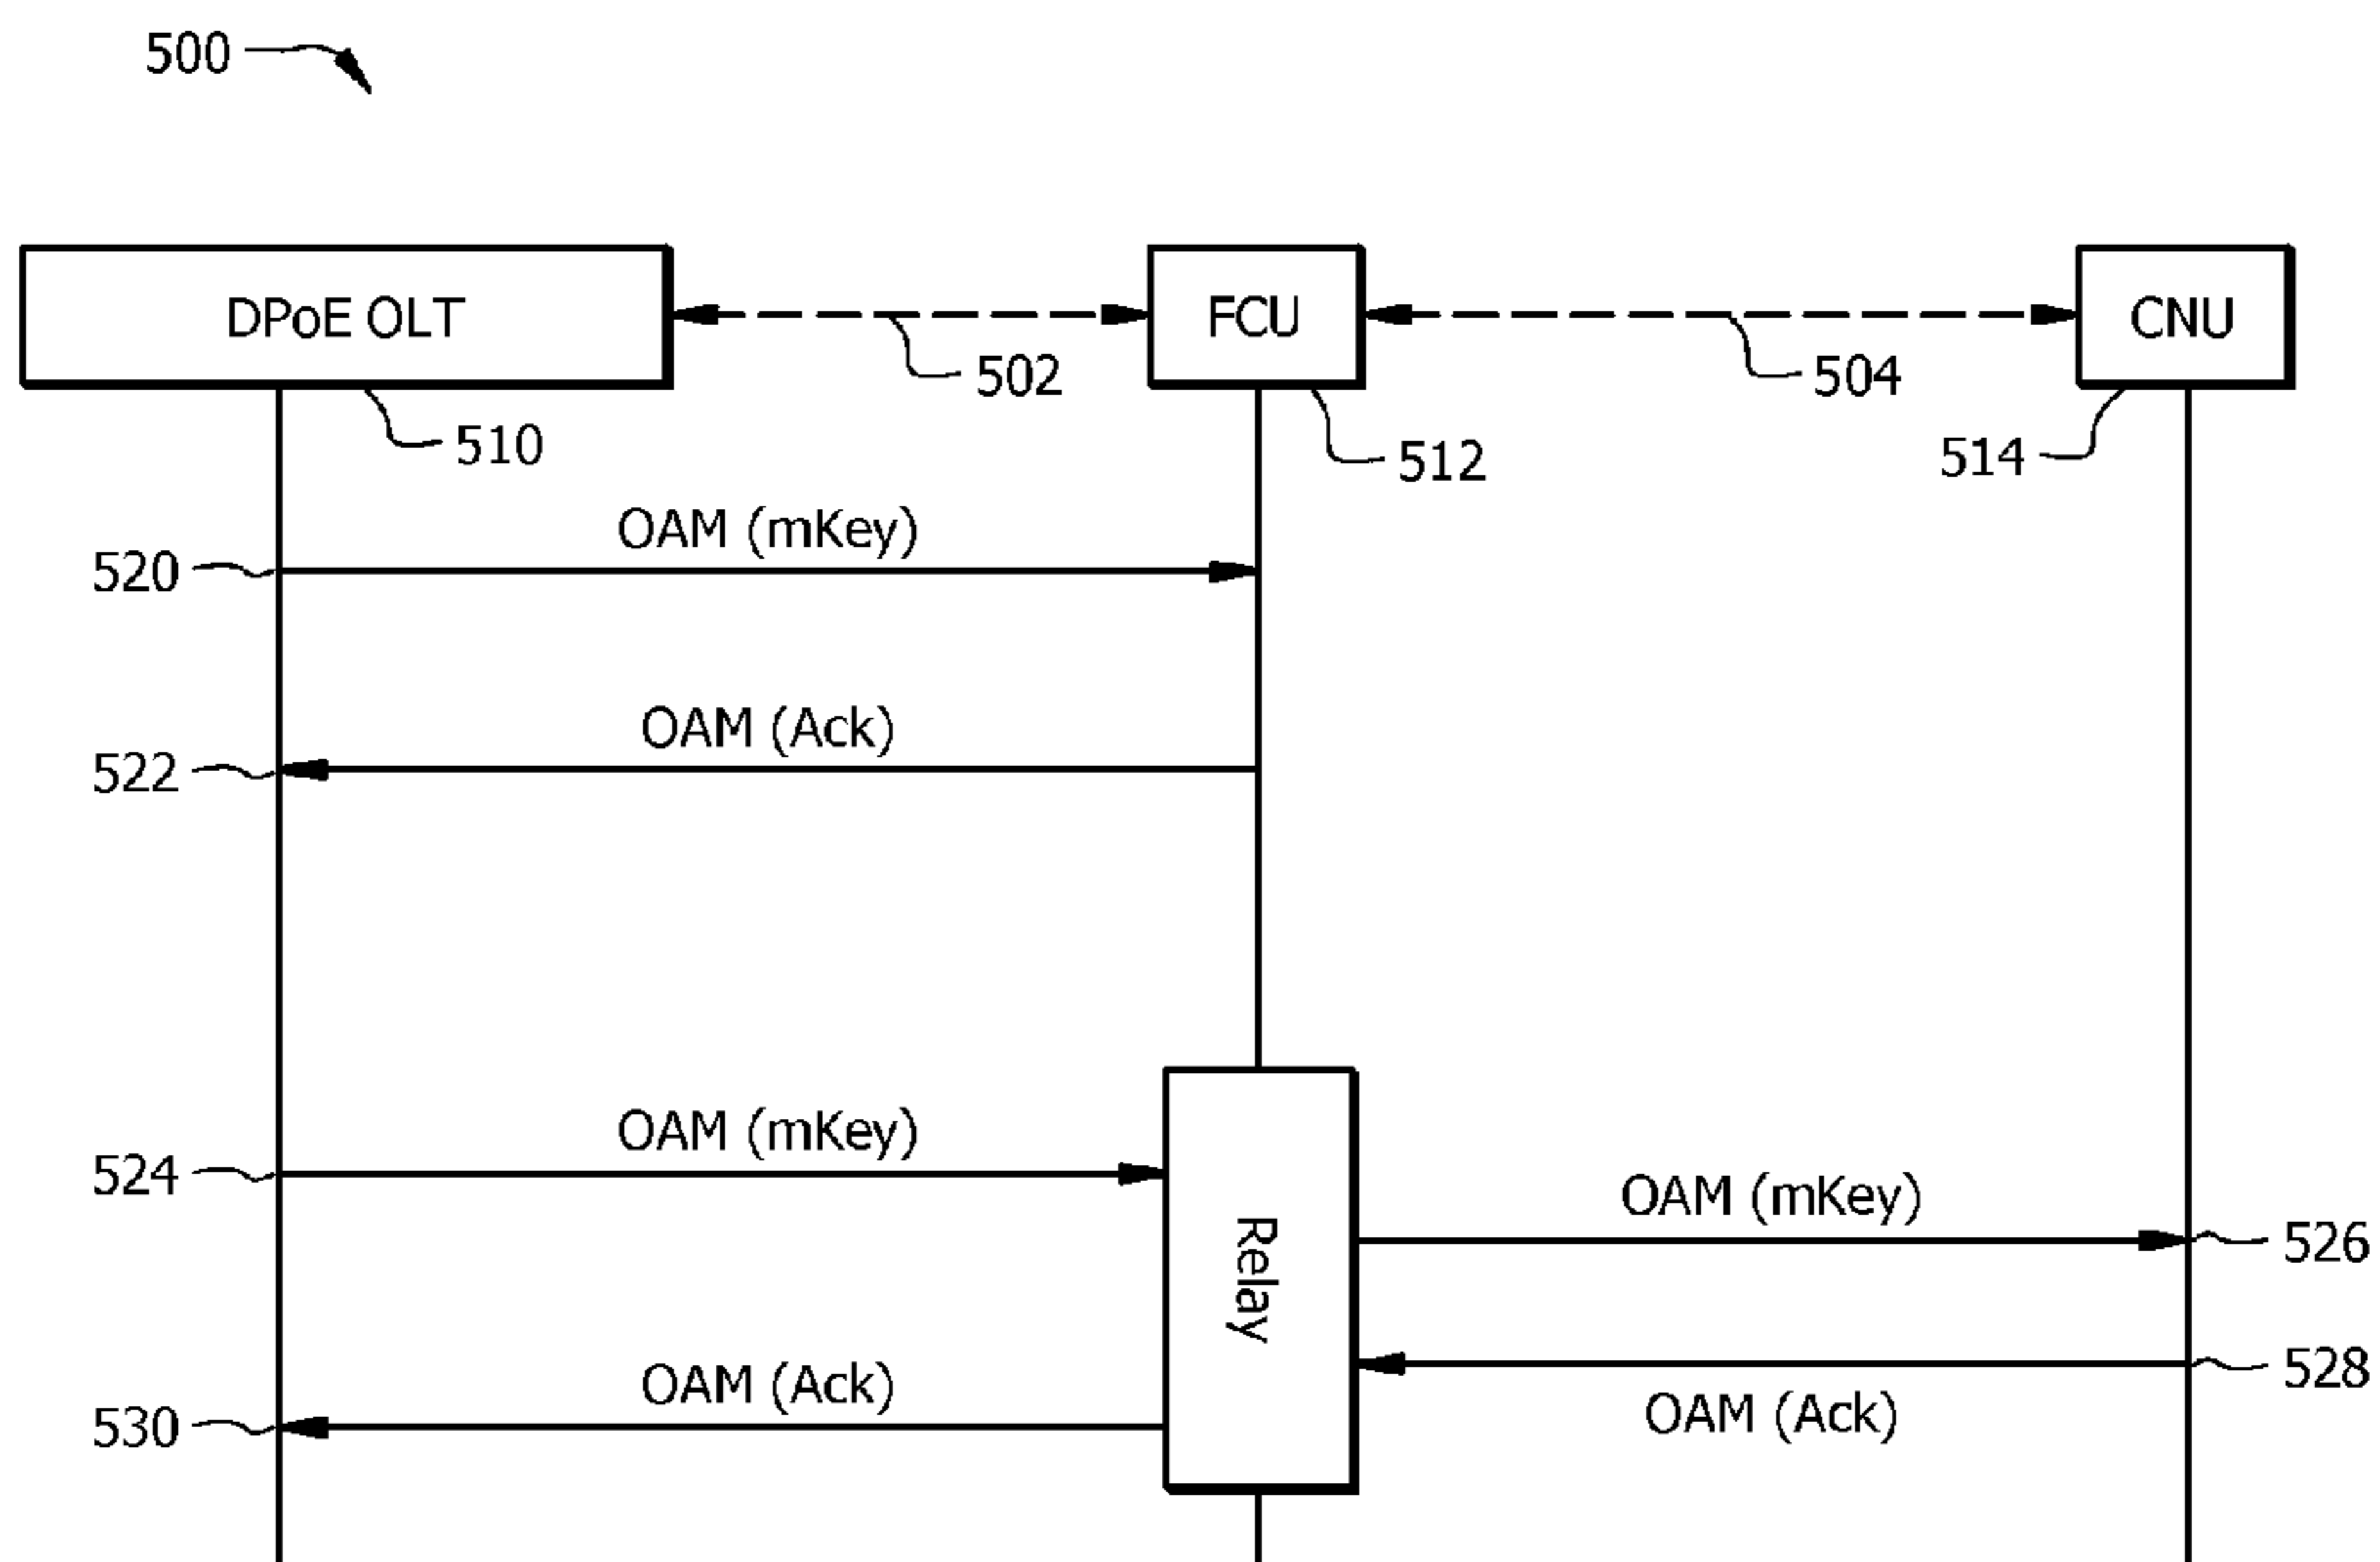 500
DPoE OLT
FCU
CNU
502
504
510
512
514
OAM (mKey)
520
OAM (Ack)
522
OAM (mKey)
524
OAM (mKey)
526
Relay
528
OAM (Ack)
OAM (Ack)
530